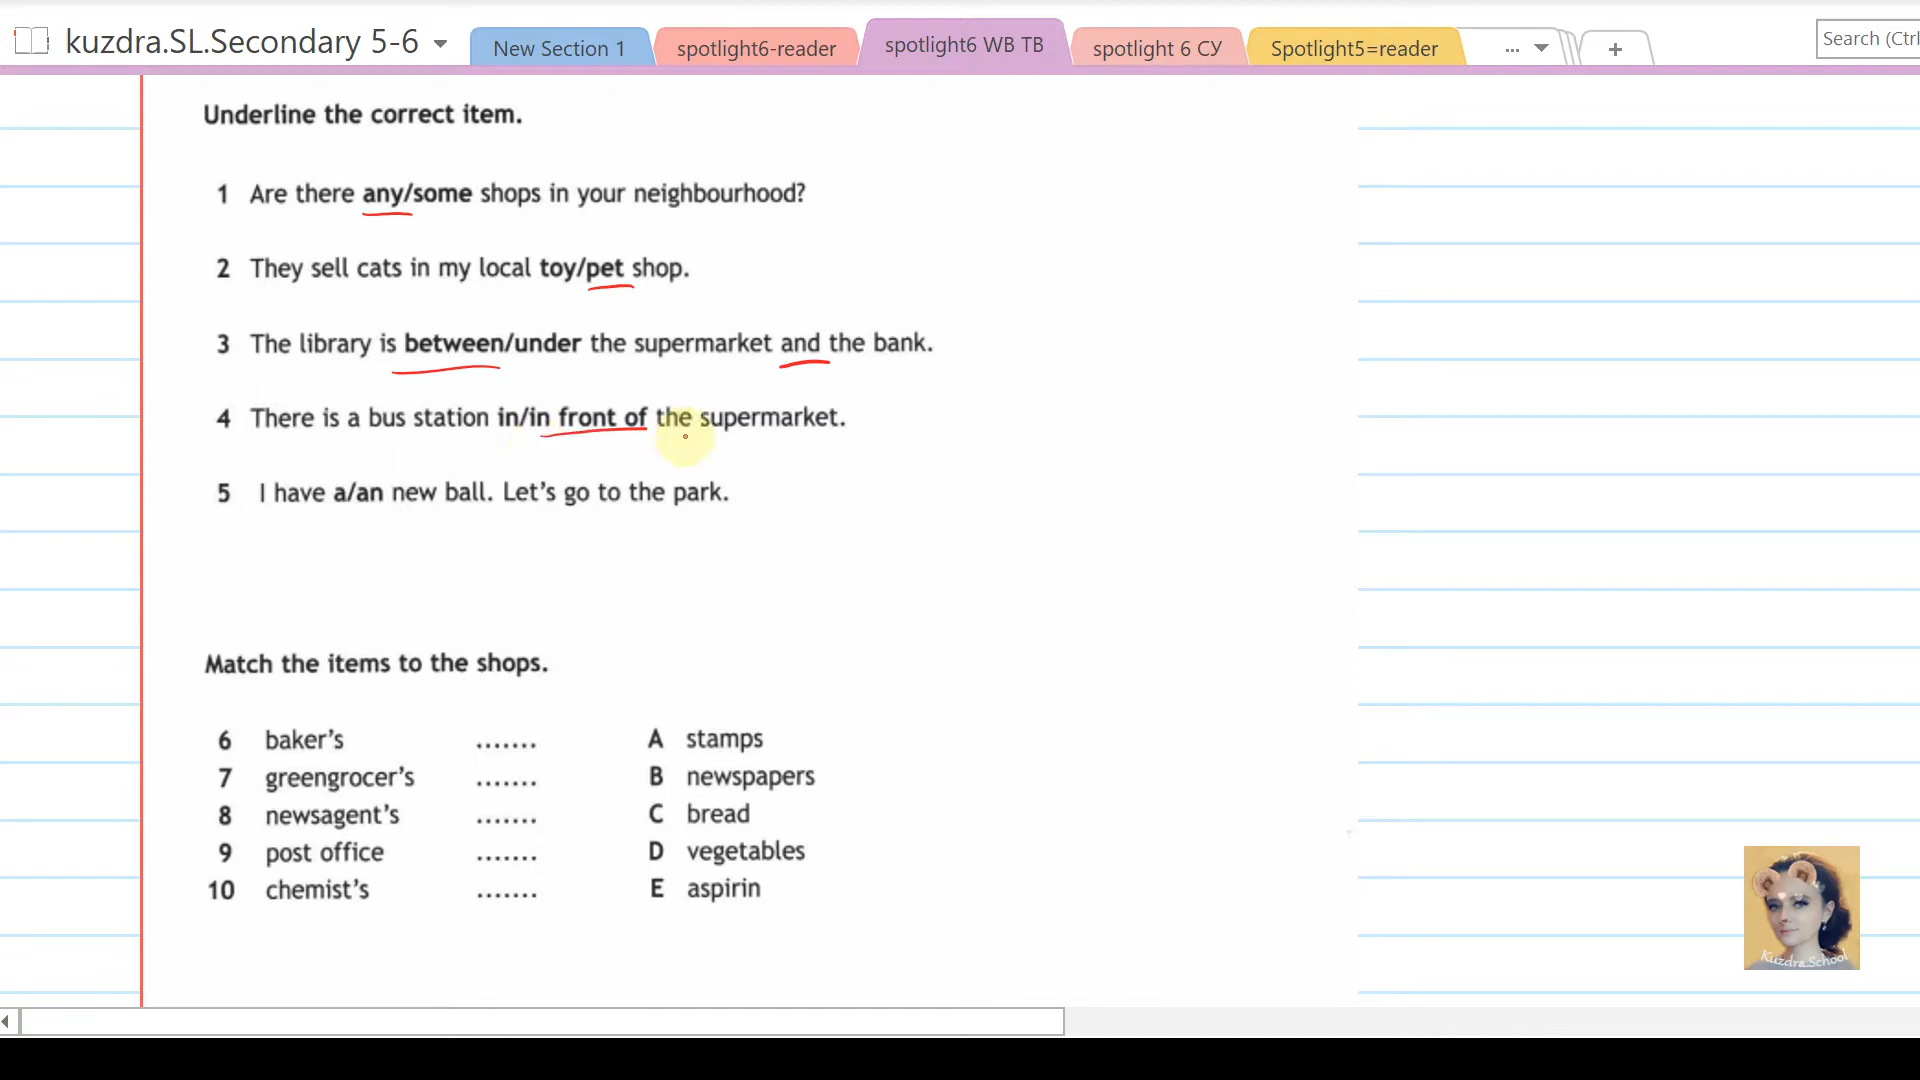 kuzdra.SL.Secondary 5-6
New Section 1
spotlight6-reader
spotlight6 WB TB
spotlight 6 СУ
Spotlight5=reader
...
+
Search (Ctrl
Underline the correct item.
1 Are there any/some shops in your neighbourhood?
2 They sell cats in my local toy/pet shop.
3 The library is between/under the supermarket and the bank.
4 There is a bus station in/in front of the supermarket.
5 I have a/an new ball. Let's go to the park.
Match the items to the shops.
6 baker's ....... A stamps
7 greengrocer's ....... B newspapers
8 newsagent's ....... C bread
9 post office ....... D vegetables
10 chemist's ....... E aspirin
Kuzdra.School